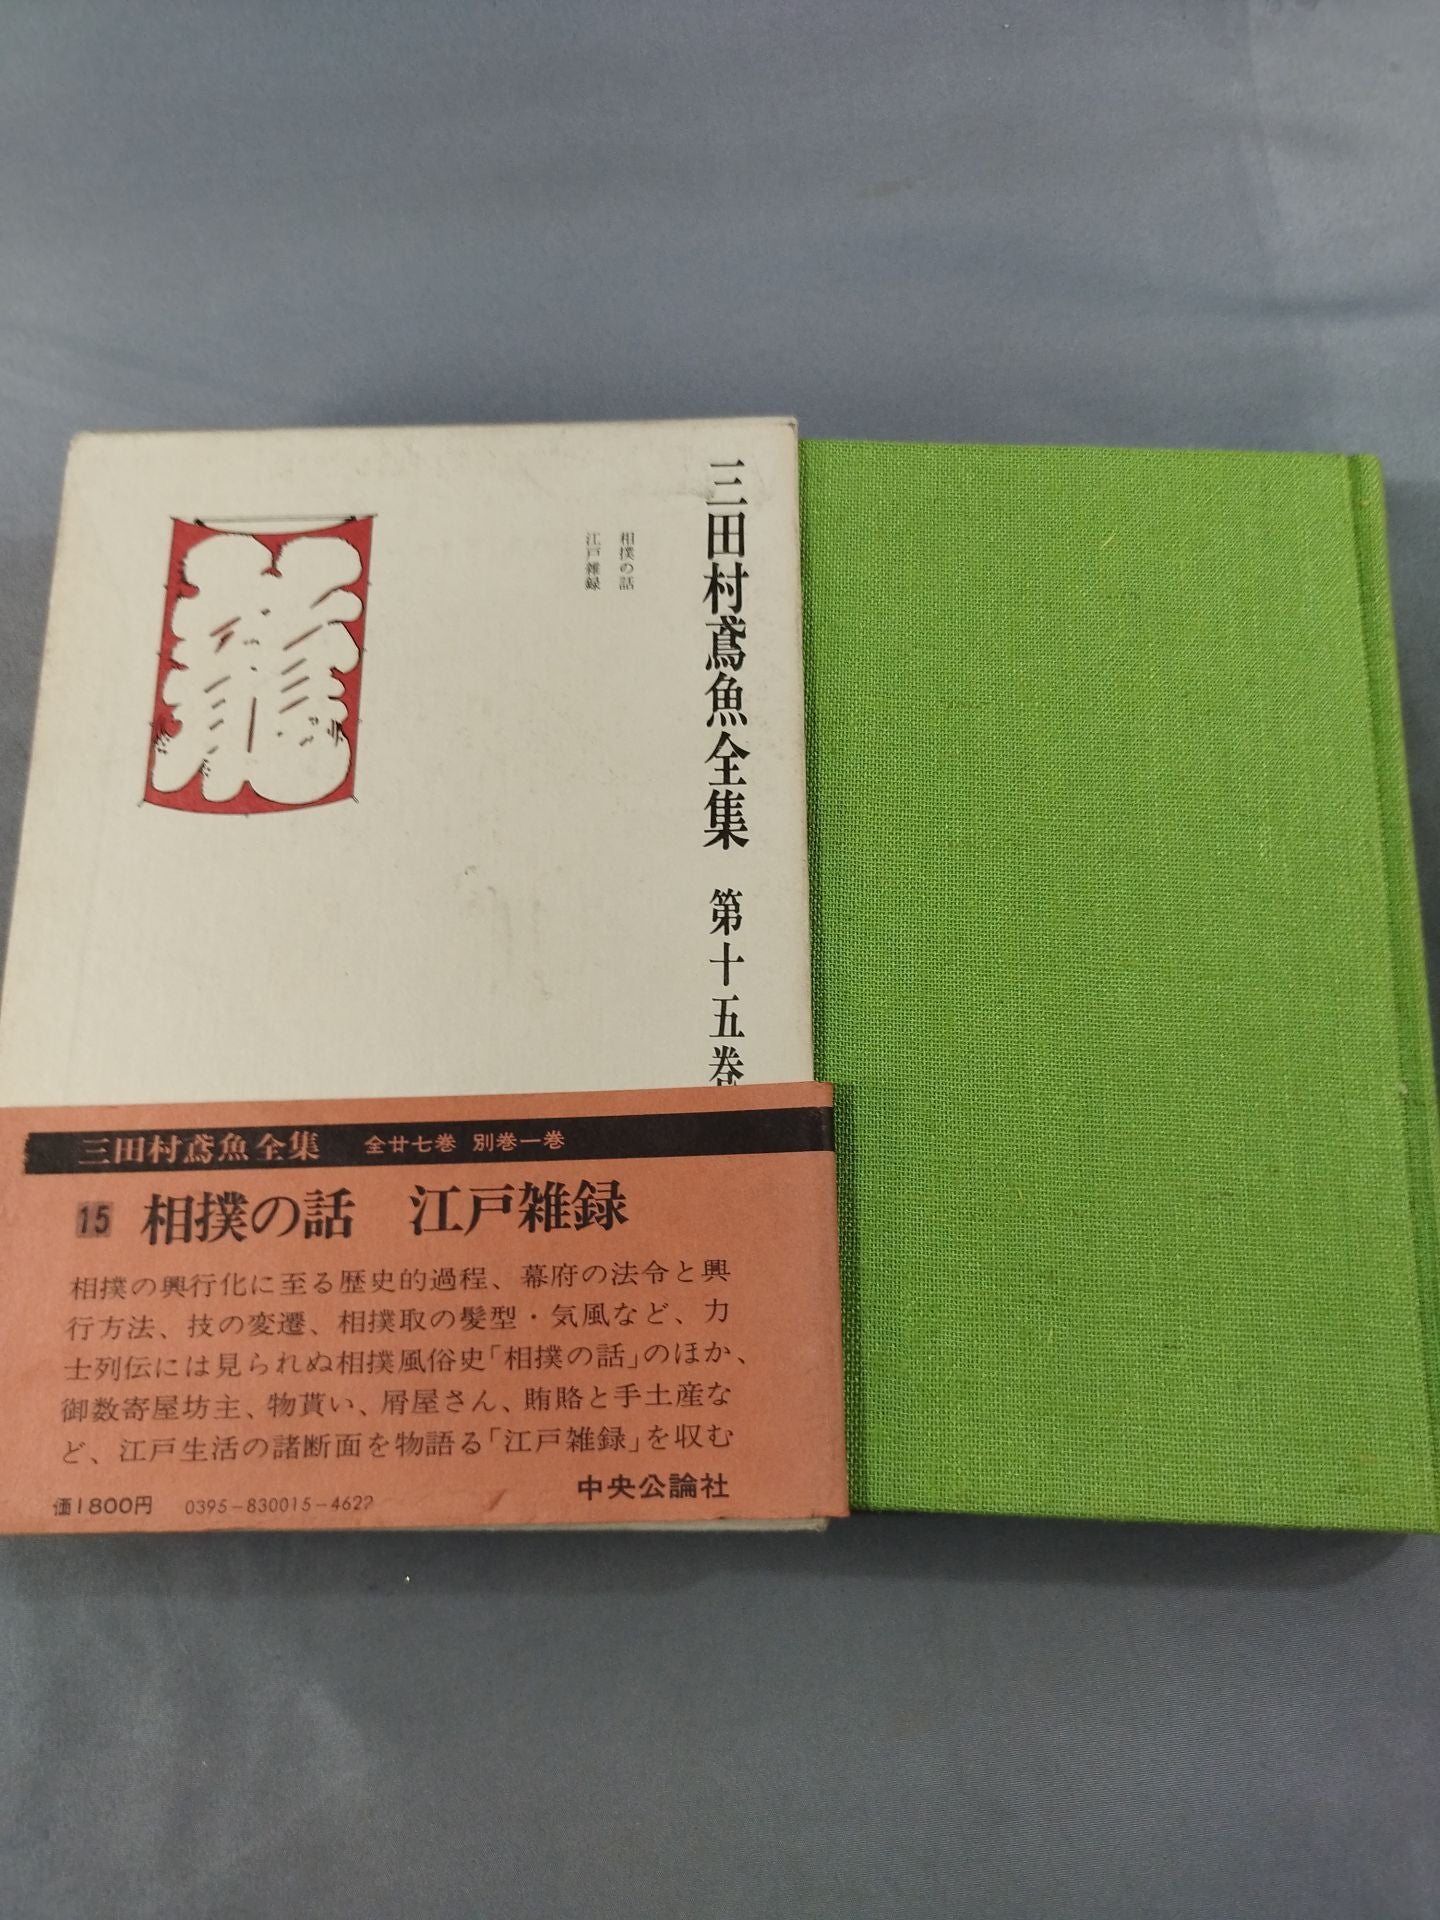 三田村鳶魚全集 第十五巻
相撲の話
江戸雑録
三田村鳶魚全集 全廿七巻 別巻一巻
15 相撲の話 江戸雑録
相撲の興行化に至る歴史的過程、幕府の法令と興
行方法、技の変遷、相撲取の髪型・気風など、力
士列伝には見られぬ相撲風俗史「相撲の話」のほか、
御数寄屋坊主、物貰い、屑屋さん、賄賂と手土産な
ど、江戸生活の諸断面を物語る「江戸雑録」を収む
中央公論社
価1800円 0395-830015-4622